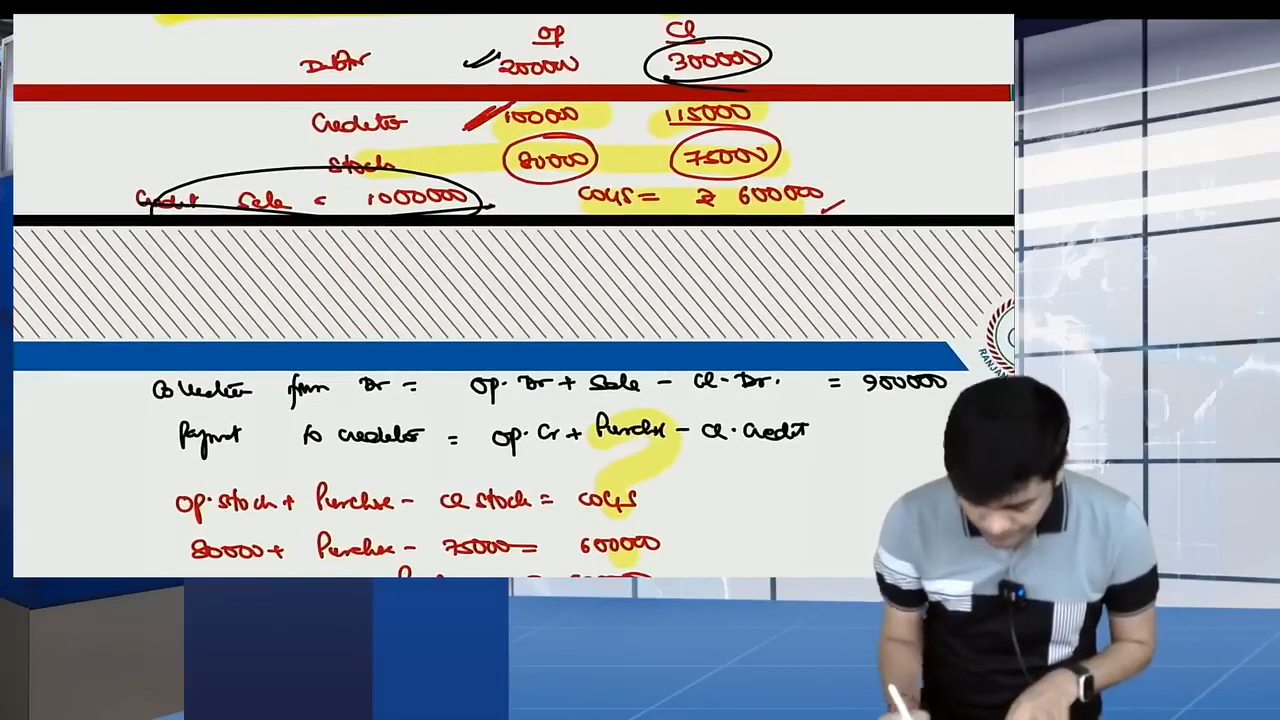 Op Cl
Debtor 200000 300000
Creditor 100000 115000
Stock 80000 75000
Credit Sale = 1000000 COGS = ₹ 600000
RANJAN
Collection from Dr = Op. Dr + Sale - Cl. Dr. = 900000
Payment to creditor = Op. Cr + Purchase - Cl. Credit
?
Op. stock + Purchase - Cl stock = COGS
80000 + Purchase - 75000 = 600000